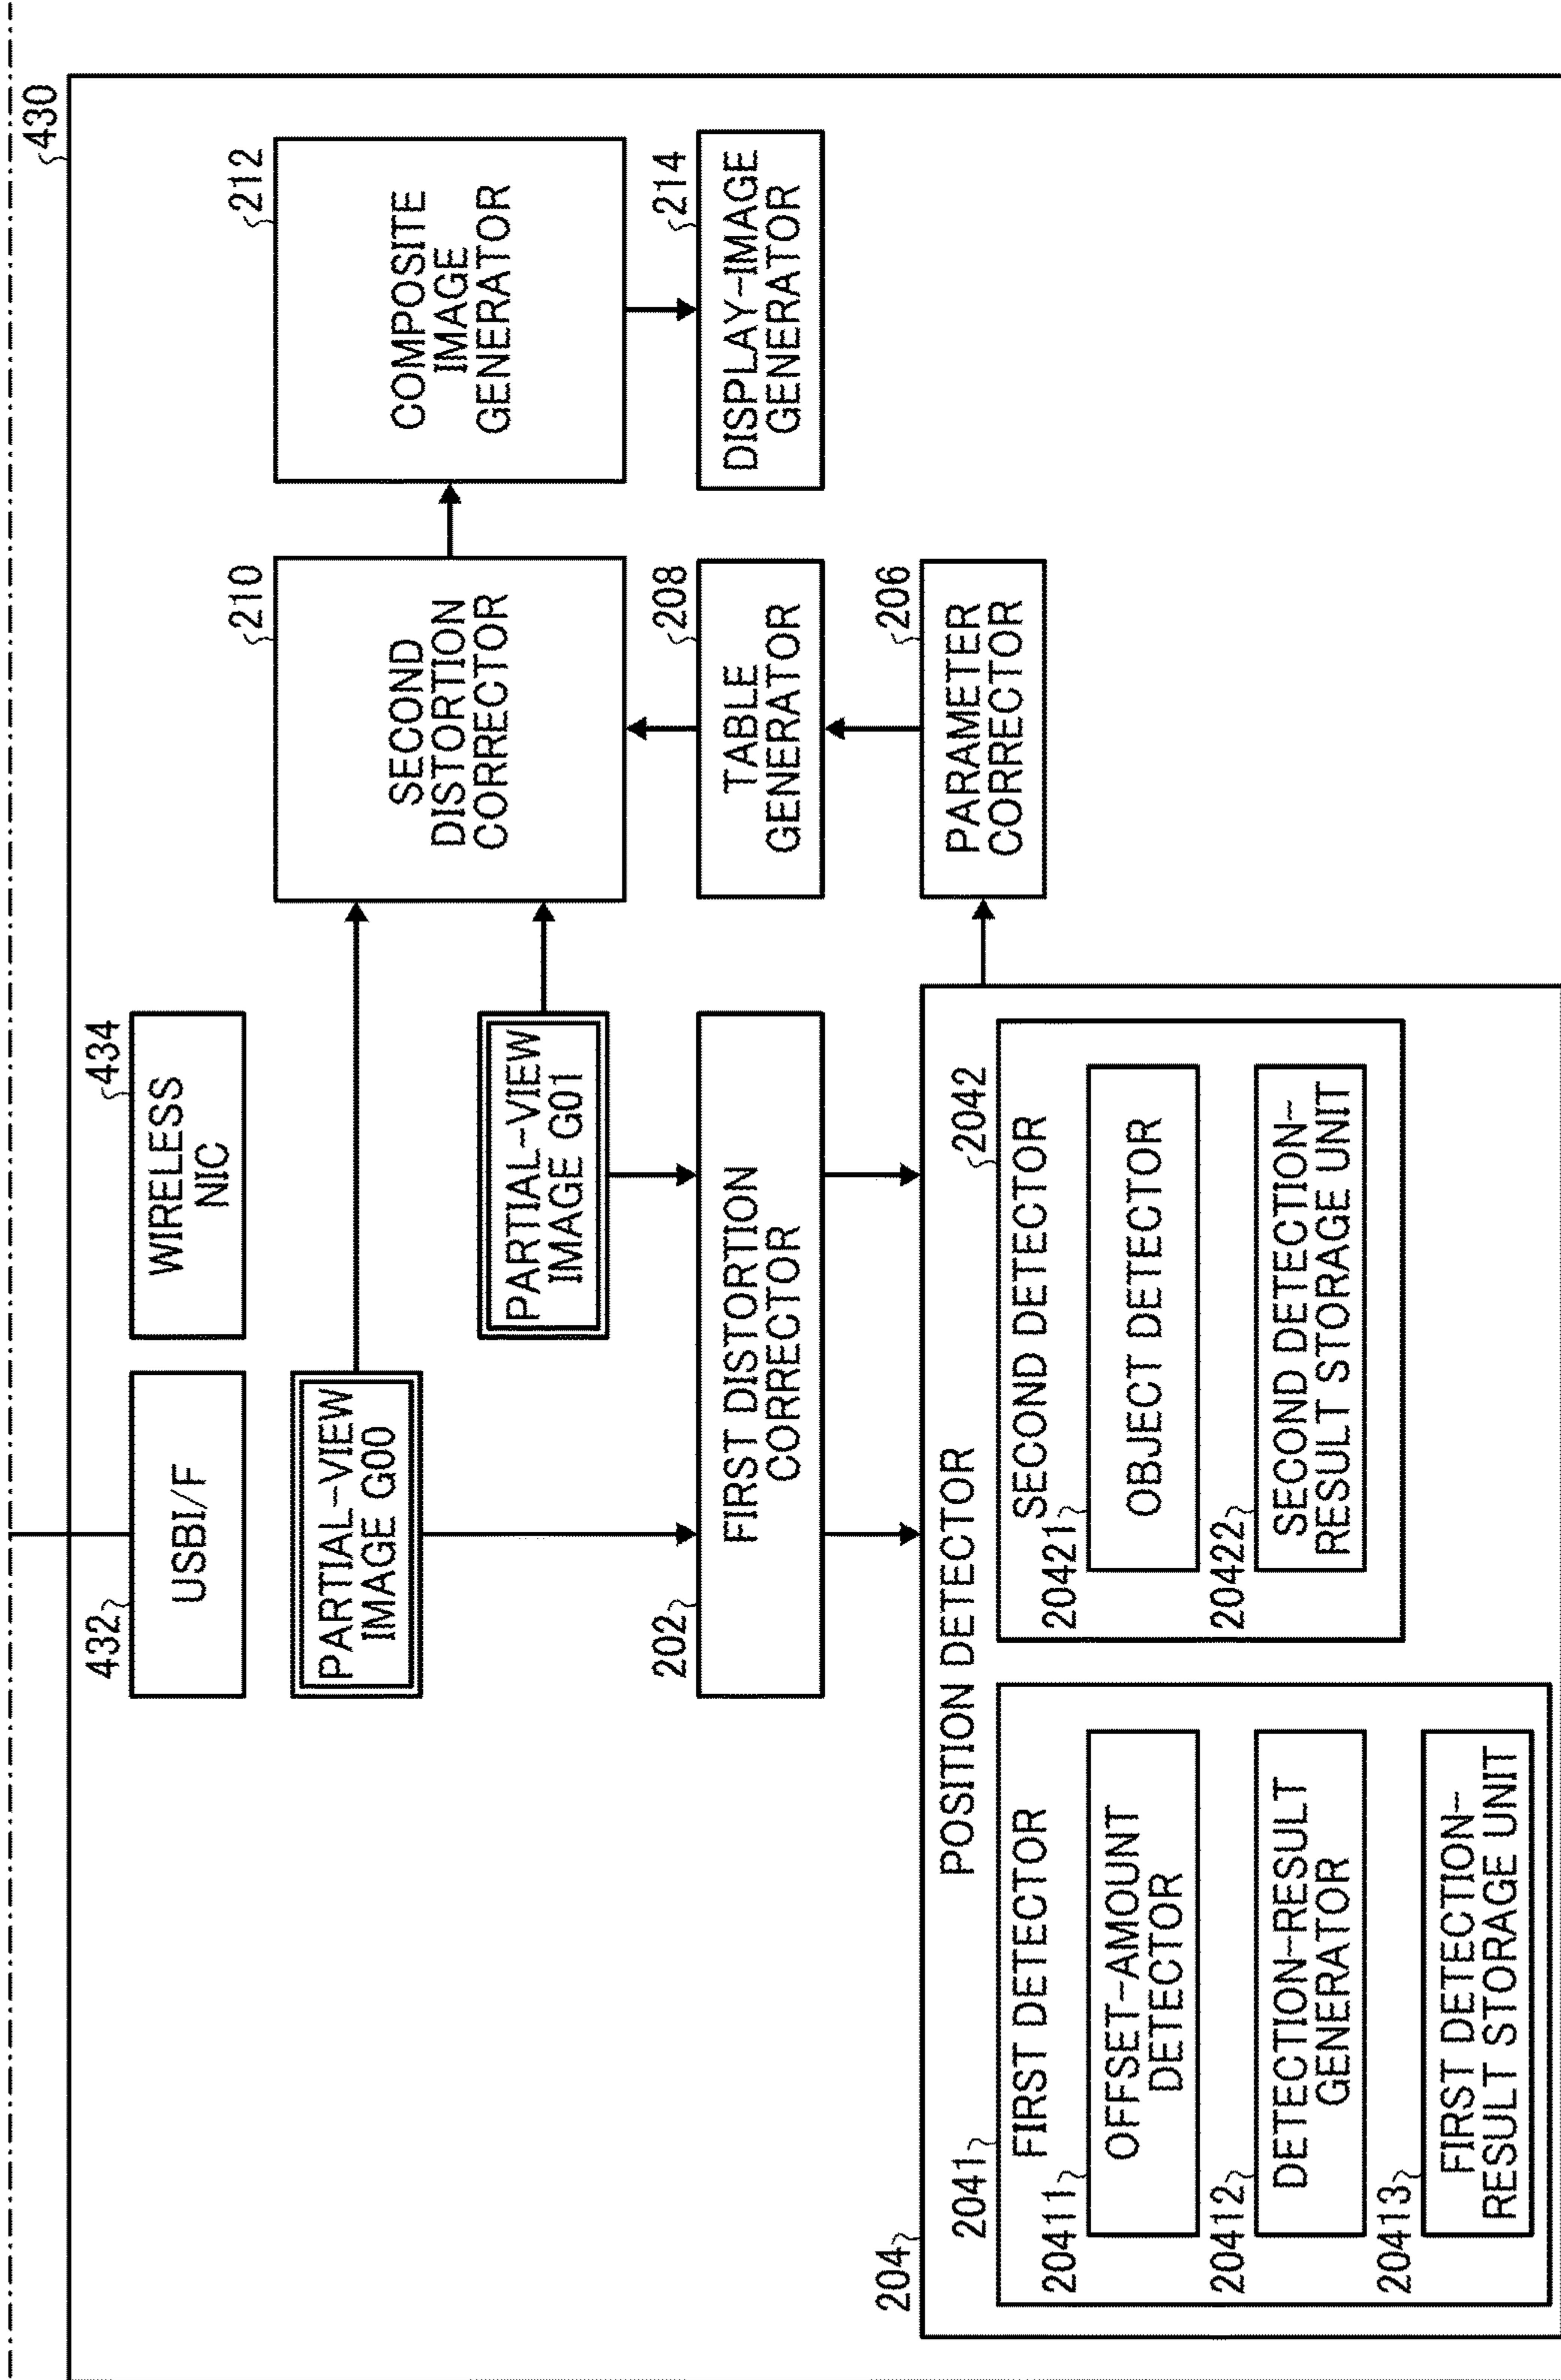 430
432
USBI/F
434
WIRELESS
NIC
PARTIAL-VIEW
IMAGE G00
PARTIAL-VIEW
IMAGE G01
210
SECOND
DISTORTION
CORRECTOR
212
COMPOSITE
IMAGE
GENERATOR
202
FIRST DISTORTION
CORRECTOR
208
TABLE
GENERATOR
214
DISPLAY-IMAGE
GENERATOR
204
POSITION DETECTOR
206
PARAMETER
CORRECTOR
2041
FIRST DETECTOR
20411
OFFSET-AMOUNT
DETECTOR
20412
DETECTION-RESULT
GENERATOR
20413
FIRST DETECTION-
RESULT STORAGE UNIT
2042
SECOND DETECTOR
20421
OBJECT DETECTOR
20422
SECOND DETECTION-
RESULT STORAGE UNIT